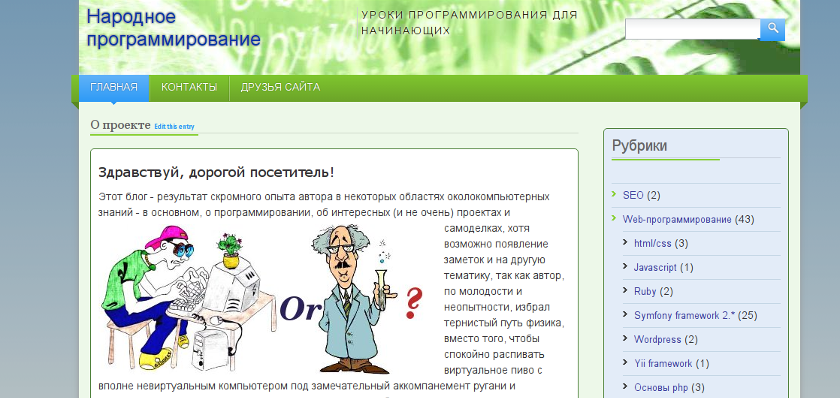 Народное
программирование
УРОКИ ПРОГРАММИРОВАНИЯ ДЛЯ
НАЧИНАЮЩИХ
ГЛАВНАЯ КОНТАКТЫ ДРУЗЬЯ САЙТА
О проекте Edit this entry
Здравствуй, дорогой посетитель!
Этот блог - результат скромного опыта автора в некоторых областях околокомпьютерных
знаний - в основном, о программировании, об интересных (и не очень) проектах и
самоделках, хотя
возможно появление
заметок и на другую
тематику, так как автор,
по молодости и
неопытности, избрал
тернистый путь физика,
вместо того, чтобы
спокойно распивать
виртуальное пиво с
вполне невиртуальным компьютером под замечательный аккомпанемент ругани и
Or ?
Рубрики
SEO (2)
Web-программирование (43)
html/css (3)
Javascript (1)
Ruby (2)
Symfony framework 2.* (25)
Wordpress (2)
Yii framework (1)
Основы php (3)